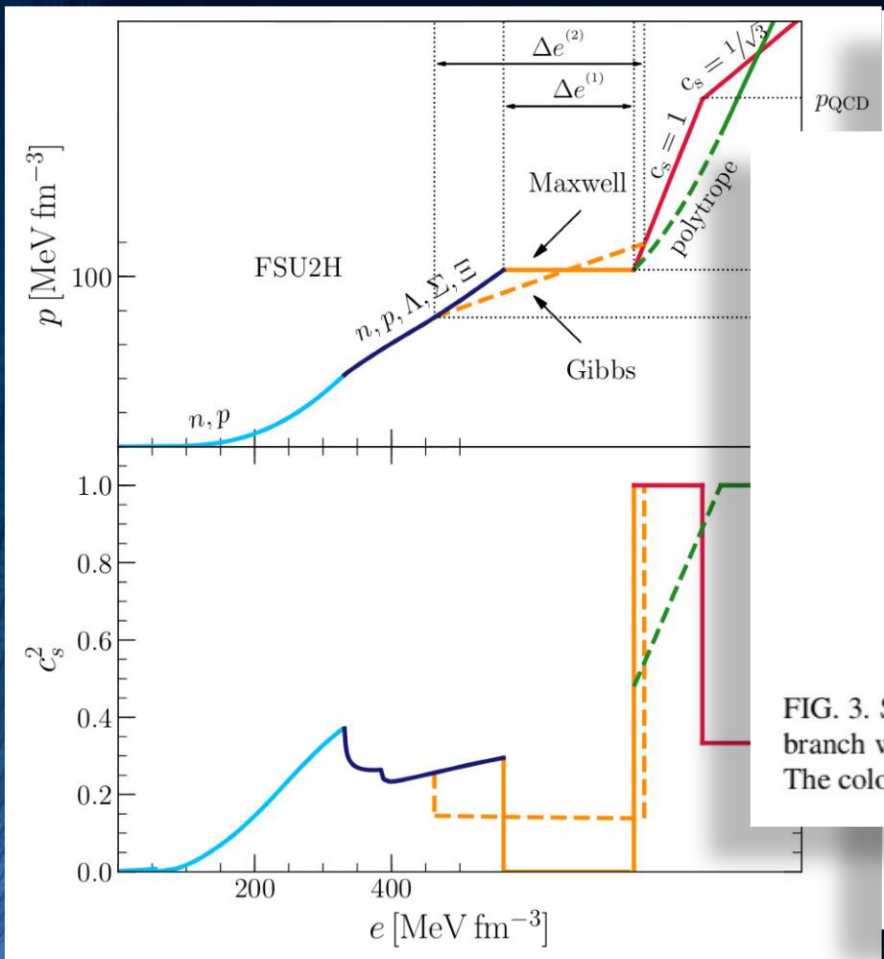 Δe⁽²⁾
Δe⁽¹⁾
c_s = 1/√3
c_s = 1
p_QCD
Maxwell
polytrope
p [MeV fm⁻³]
100
FSU2H
n, p, Λ, Σ, Ξ
Gibbs
n, p
1.0
0.8
0.6
0.4
0.2
0.0
c_s²
200 400
e [MeV fm⁻³]
FIG. 3. S
branch w
The colo